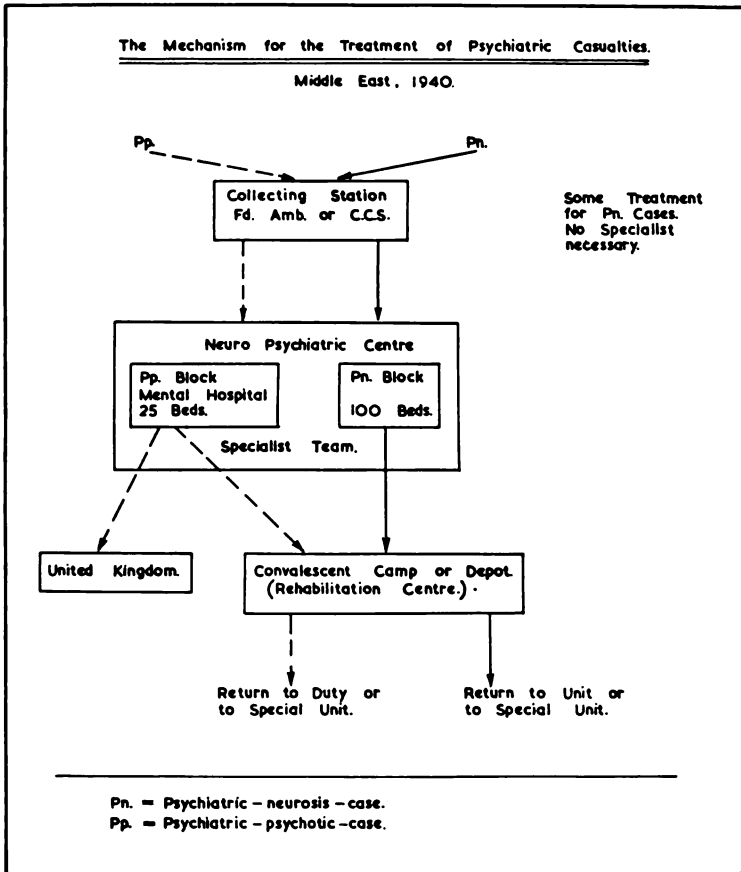 The Mechanism for the Treatment of Psychiatric Casualties.
Middle East, 1940.
Pp.
Pn.
Collecting Station
Fd. Amb. or C.C.S.
Some Treatment
for Pn. Cases.
No Specialist
necessary.
Neuro Psychiatric Centre
Pp. Block
Mental Hospital
25 Beds.
Pn. Block
100 Beds.
Specialist Team.
United Kingdom.
Convalescent Camp or Depot.
(Rehabilitation Centre.)
Return to Duty or
to Special Unit.
Return to Unit or
to Special Unit.
Pn. = Psychiatric - neurosis - case.
Pp. = Psychiatric - psychotic - case.